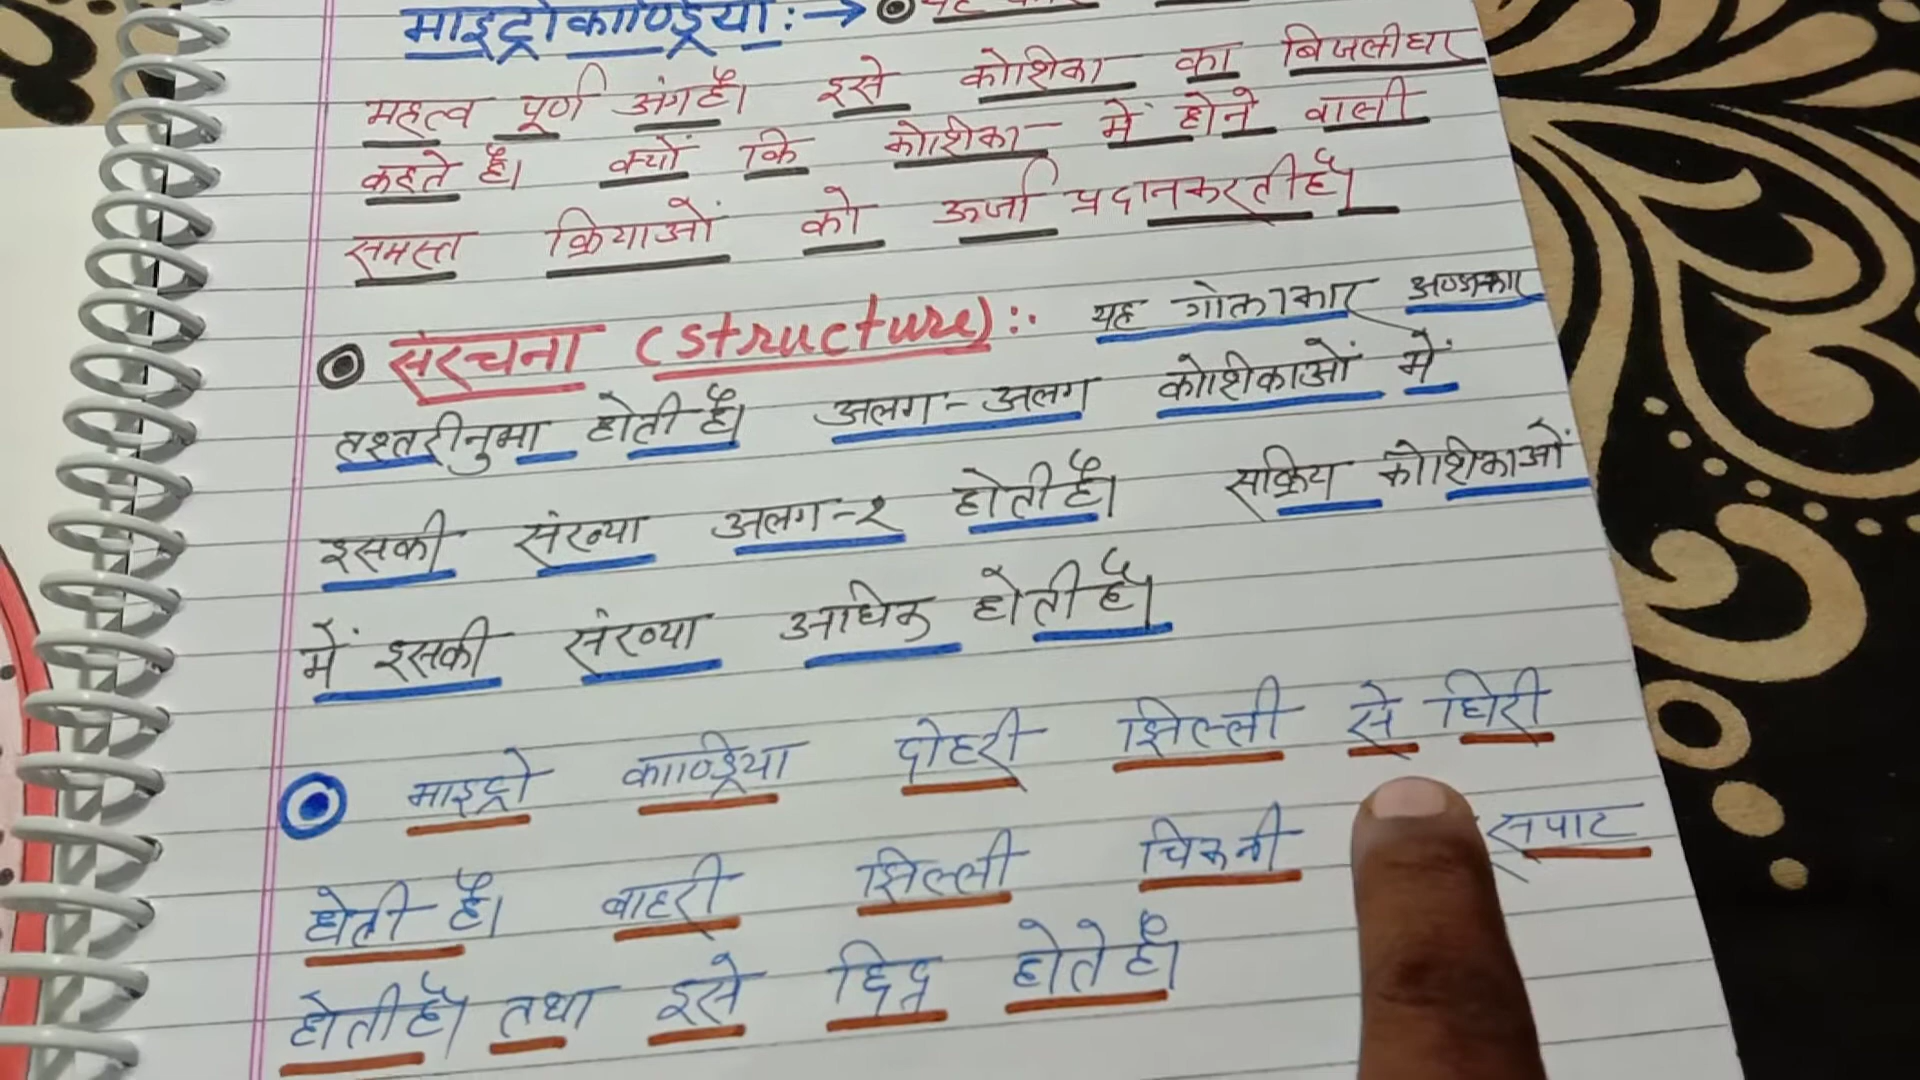 माइट्रोकाण्ड्रिया :→
महत्व पूर्ण अंग है। इसे कोशिका का बिजलीघर
कहते है। क्यों कि कोशिका में होने वाली
समस्त क्रियाओं को ऊर्जा प्रदान करती है।
संरचना (structure):. यह गोलाकार अण्डाकार
तश्तरीनुमा होती है। अलग-अलग कोशिकाओं में
इसकी संख्या अलग-२ होती है। सक्रिय कोशिकाओं
में इसकी संख्या अधिक होती है।
माइट्रो काण्ड्रिया दोहरी झिल्ली से घिरी
होती है। बाहरी झिल्ली चिकनी सपाट
होती है। तथा इसे छिद्र होते है।